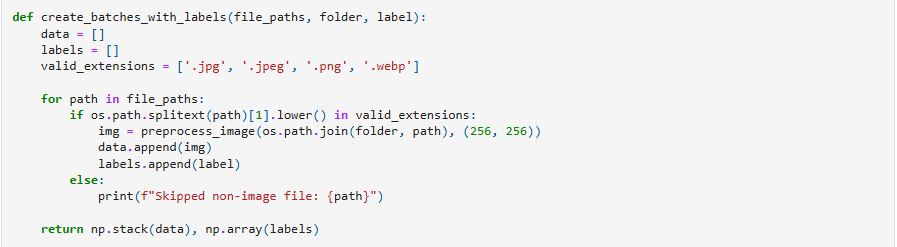 def create_batches_with_labels(file_paths, folder, label):
    data = []
    labels = []
    valid_extensions = ['.jpg', '.jpeg', '.png', '.webp']

    for path in file_paths:
        if os.path.splitext(path)[1].lower() in valid_extensions:
            img = preprocess_image(os.path.join(folder, path), (256, 256))
            data.append(img)
            labels.append(label)
        else:
            print(f"Skipped non-image file: {path}")

    return np.stack(data), np.array(labels)